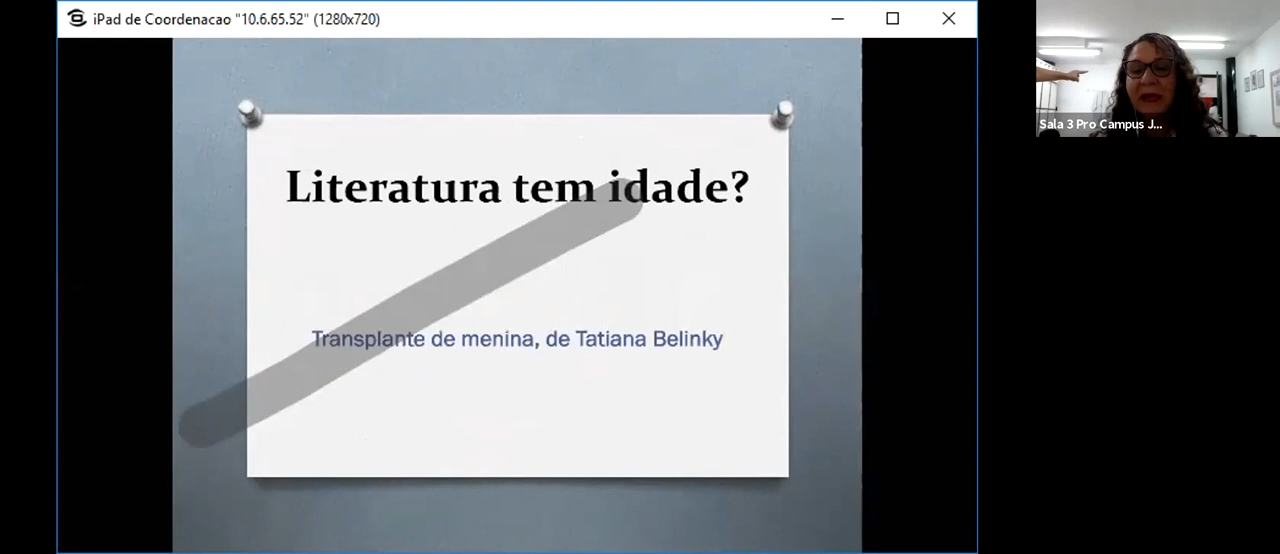 iPad de Coordenacao "10.6.65.52" (1280x720)
Literatura tem idade?
Transplante de menina, de Tatiana Belinky
Sala 3 Pro Campus J...